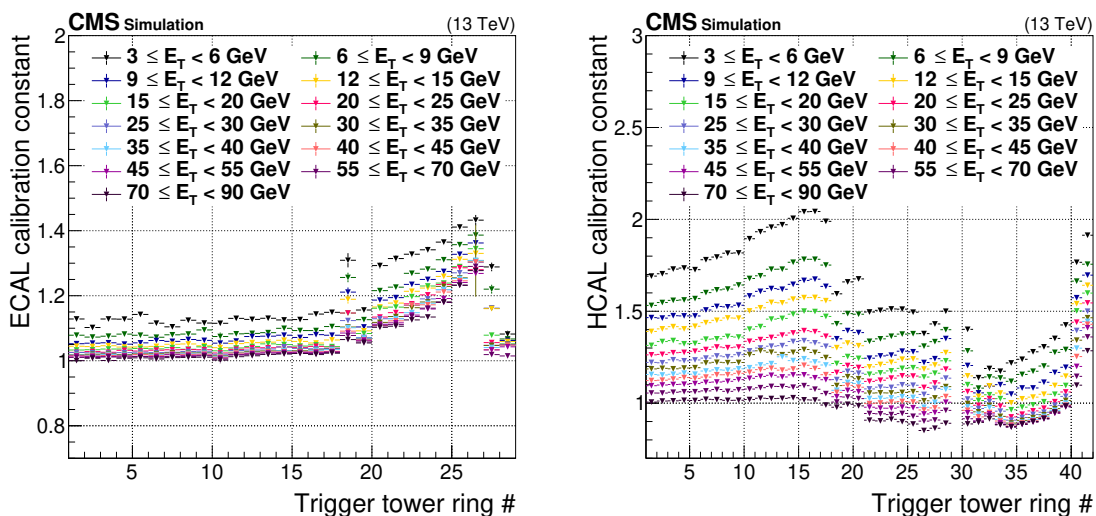 CMS Simulation (13 TeV)
ECAL calibration constant
2
1.8
1.6
1.4
1.2
1
0.8
3 ≤ E_T < 6 GeV 6 ≤ E_T < 9 GeV
9 ≤ E_T < 12 GeV 12 ≤ E_T < 15 GeV
15 ≤ E_T < 20 GeV 20 ≤ E_T < 25 GeV
25 ≤ E_T < 30 GeV 30 ≤ E_T < 35 GeV
35 ≤ E_T < 40 GeV 40 ≤ E_T < 45 GeV
45 ≤ E_T < 55 GeV 55 ≤ E_T < 70 GeV
70 ≤ E_T < 90 GeV
5 10 15 20 25
Trigger tower ring #
CMS Simulation (13 TeV)
HCAL calibration constant
3
2.5
2
1.5
1
3 ≤ E_T < 6 GeV 6 ≤ E_T < 9 GeV
9 ≤ E_T < 12 GeV 12 ≤ E_T < 15 GeV
15 ≤ E_T < 20 GeV 20 ≤ E_T < 25 GeV
25 ≤ E_T < 30 GeV 30 ≤ E_T < 35 GeV
35 ≤ E_T < 40 GeV 40 ≤ E_T < 45 GeV
45 ≤ E_T < 55 GeV 55 ≤ E_T < 70 GeV
70 ≤ E_T < 90 GeV
5 10 15 20 25 30 35 40
Trigger tower ring #